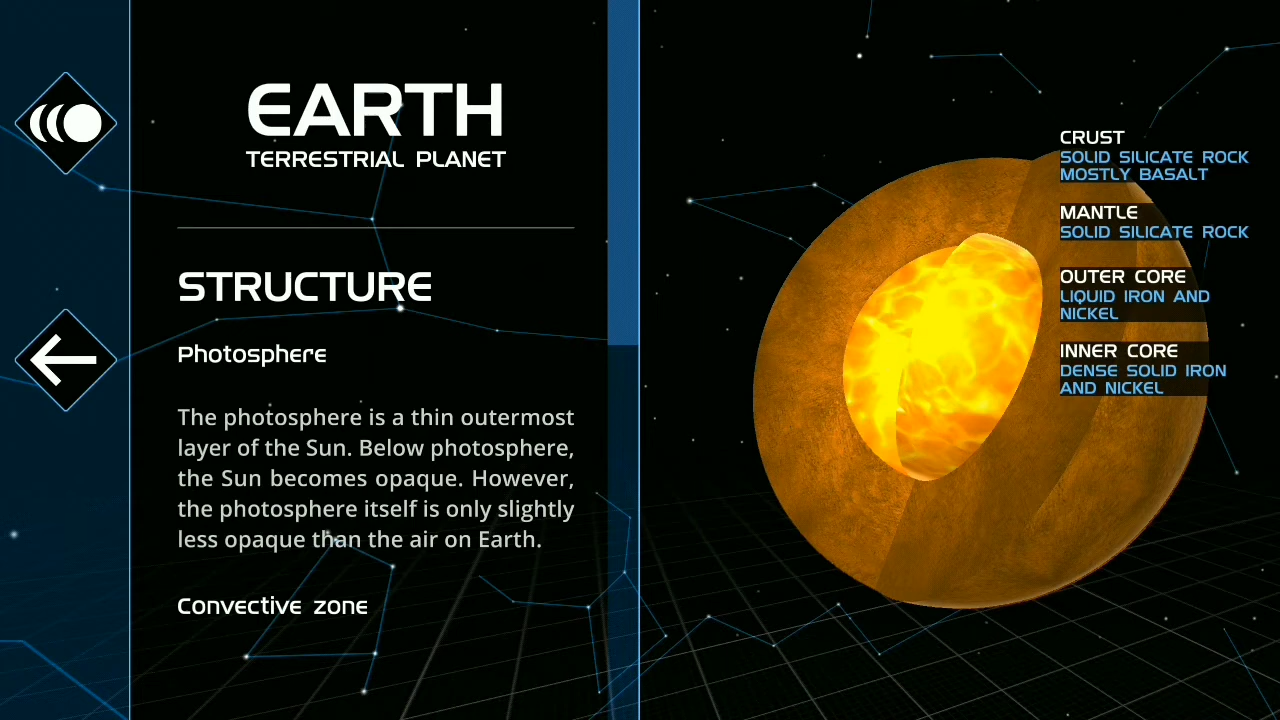 EARTH
TERRESTRIAL PLANET
STRUCTURE
Photosphere
The photosphere is a thin outermost
layer of the Sun. Below photosphere,
the Sun becomes opaque. However,
the photosphere itself is only slightly
less opaque than the air on Earth.
Convective zone
CRUST
SOLID SILICATE ROCK
MOSTLY BASALT
MANTLE
SOLID SILICATE ROCK
OUTER CORE
LIQUID IRON AND
NICKEL
INNER CORE
DENSE SOLID IRON
AND NICKEL